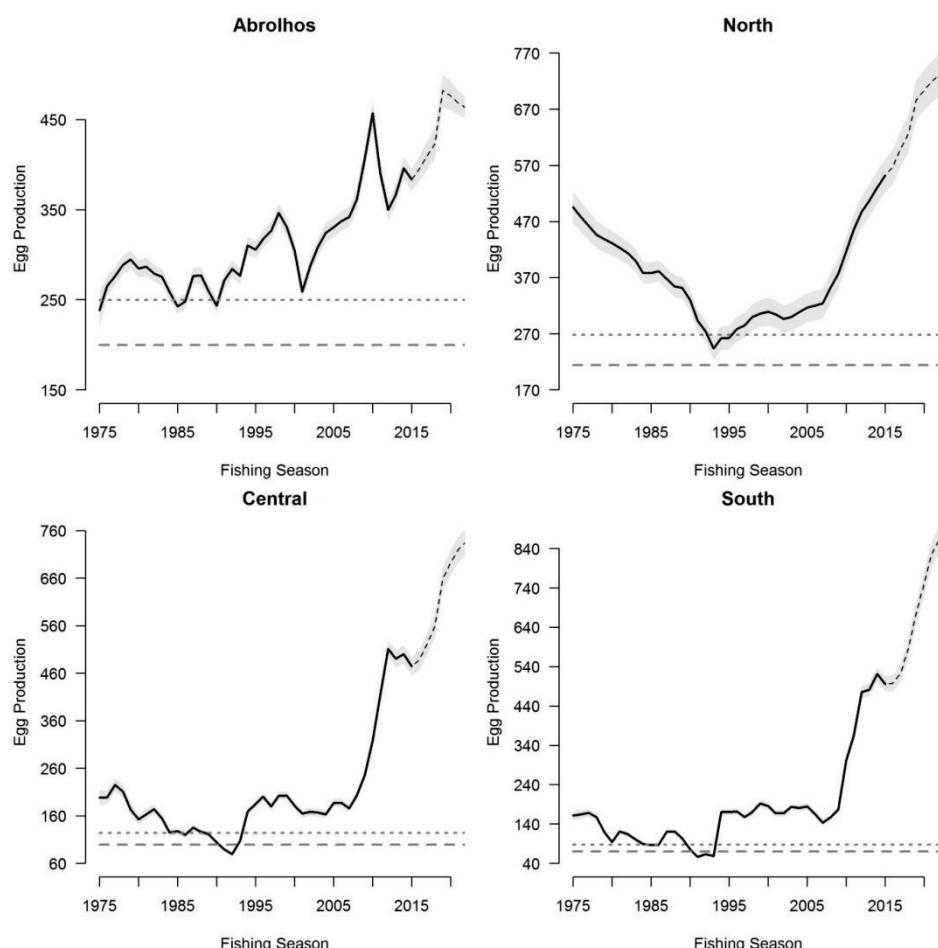 Abrolhos
Egg Production
450
350
250
150
1975 1985 1995 2005 2015
Fishing Season
North
Egg Production
770
670
570
470
370
270
170
1975 1985 1995 2005 2015
Fishing Season
Central
Egg Production
760
660
560
460
360
260
160
60
1975 1985 1995 2005 2015
Fishing Season
South
Egg Production
840
740
640
540
440
340
240
140
40
1975 1985 1995 2005 2015
Fishing Season